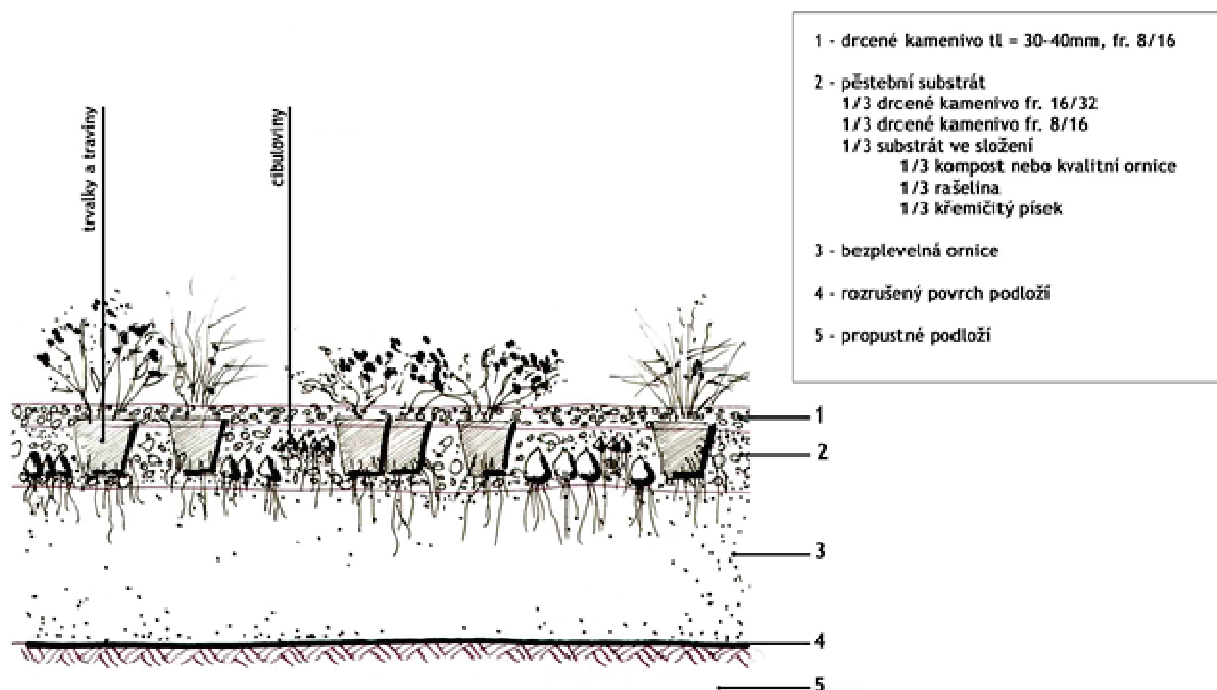 trvalky a traviny
cibuloviny
1 - drcené kamenivo tl = 30-40mm, fr. 8/16
2 - pěstební substrát
1/3 drcené kamenivo fr. 16/32
1/3 drcené kamenivo fr. 8/16
1/3 substrát ve složení
1/3 kompost nebo kvalitní ornice
1/3 rašelina
1/3 křemičitý písek
3 - bezplevelná ornice
4 - rozrušený povrch podloží
5 - propustné podloží
1
2
3
4
5